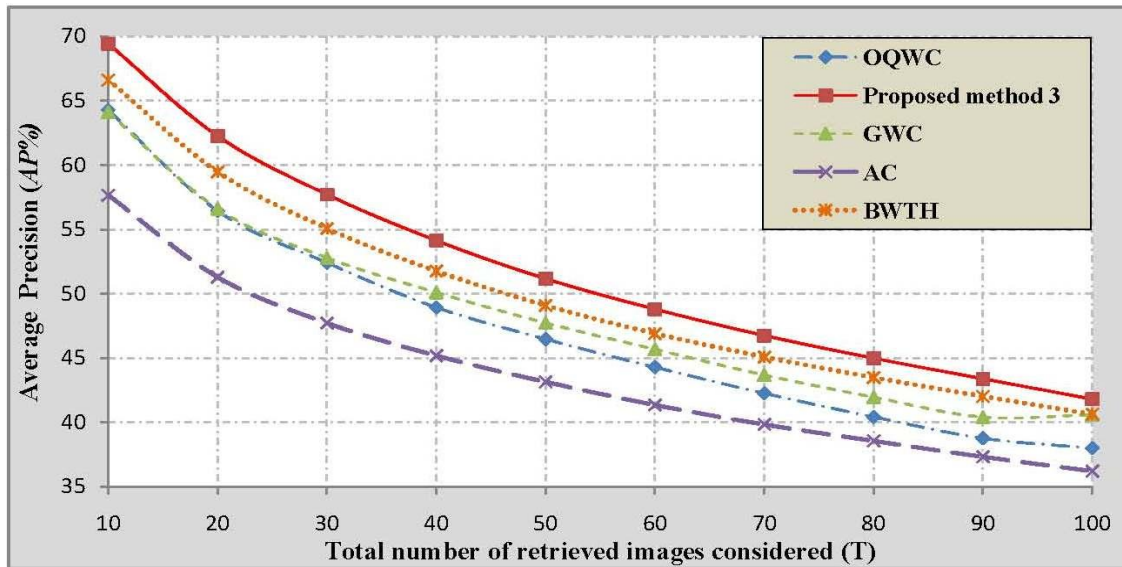 Average Precision (AP%)
70
65
60
55
50
45
40
35
OQWC
Proposed method 3
GWC
AC
BWTH
10 20 30 40 50 60 70 80 90 100
Total number of retrieved images considered (T)